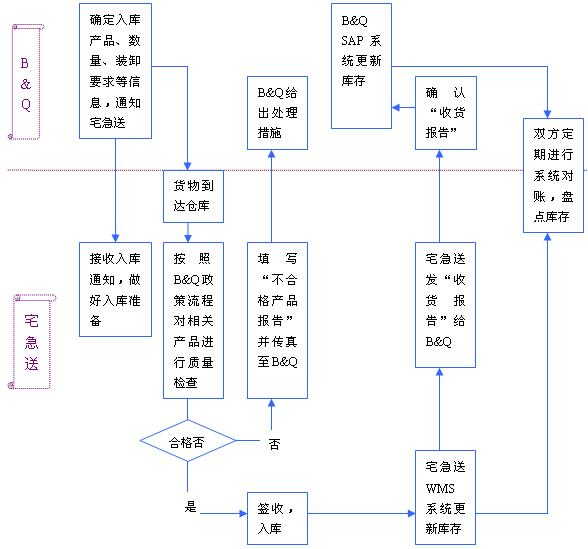 B
&
Q
确定入库
产品、数
量、装卸
要求等信
息，通知
宅急送
B&Q给
出处理
措施
B&Q
SAP 系
统更新
库存
确 认
“收货
报告”
双方定
期进行
系统对
账，盘
点库存
货物到
达仓库
宅
急
送
接收入库
通知，做
好入库准
备
按 照
B&Q政
策流程
对相关
产品进
行质量
检查
填 写
“不合
格产品
报告”
并传真
至B&Q
宅急送
发“收
货 报
告”给
B&Q
合格否
否
是
签收，
入库
宅急送
WMS
系统更
新库存